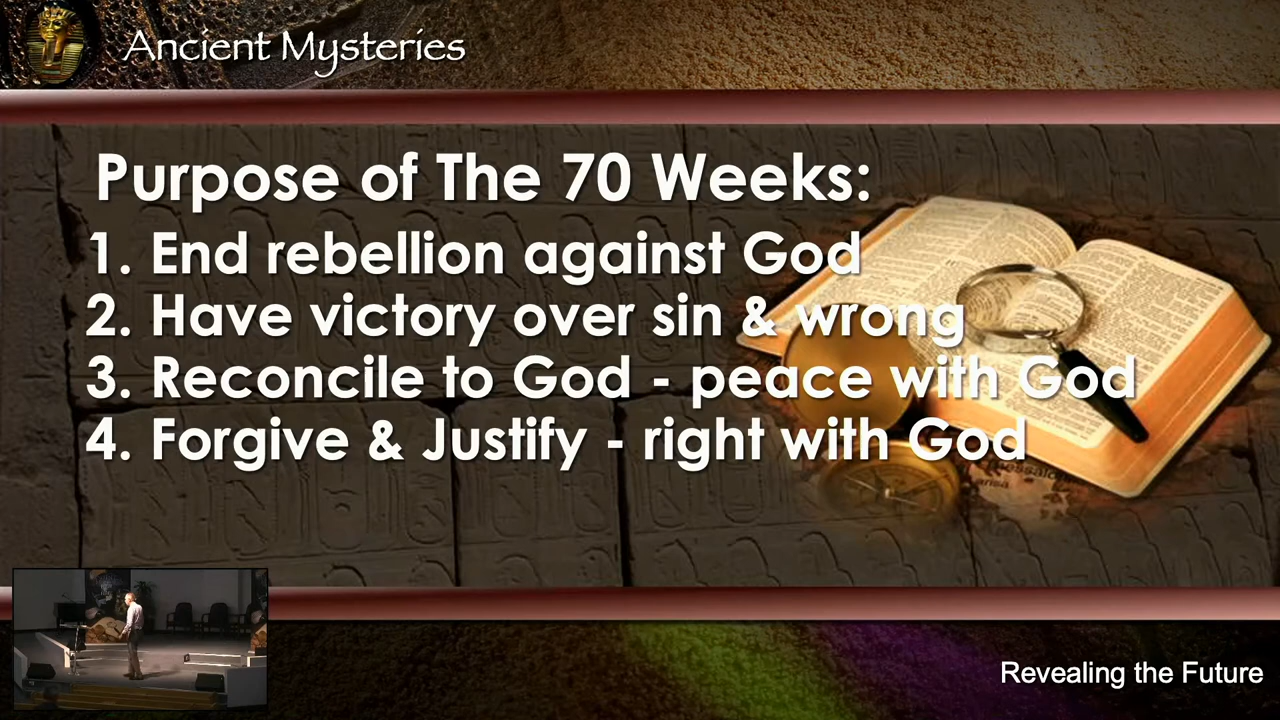 Ancient Mysteries
Purpose of The 70 Weeks:
1. End rebellion against God
2. Have victory over sin & wrong
3. Reconcile to God - peace with God
4. Forgive & Justify - right with God
Revealing the Future